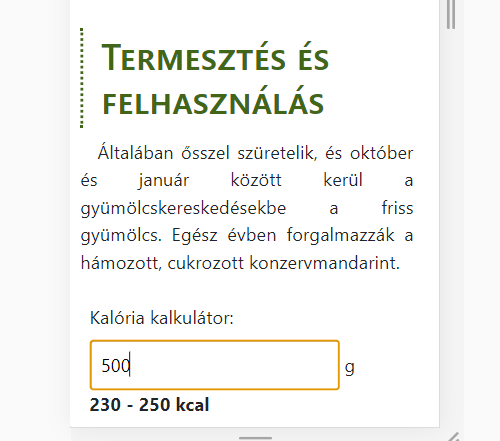 Termesztés és
felhasználás
Általában ősszel szüretelik, és október
és január között kerül a
gyümölcskereskedésekbe a friss
gyümölcs. Egész évben forgalmazzák a
hámozott, cukrozott konzervmandarint.
Kalória kalkulátor:
500 g
230 - 250 kcal